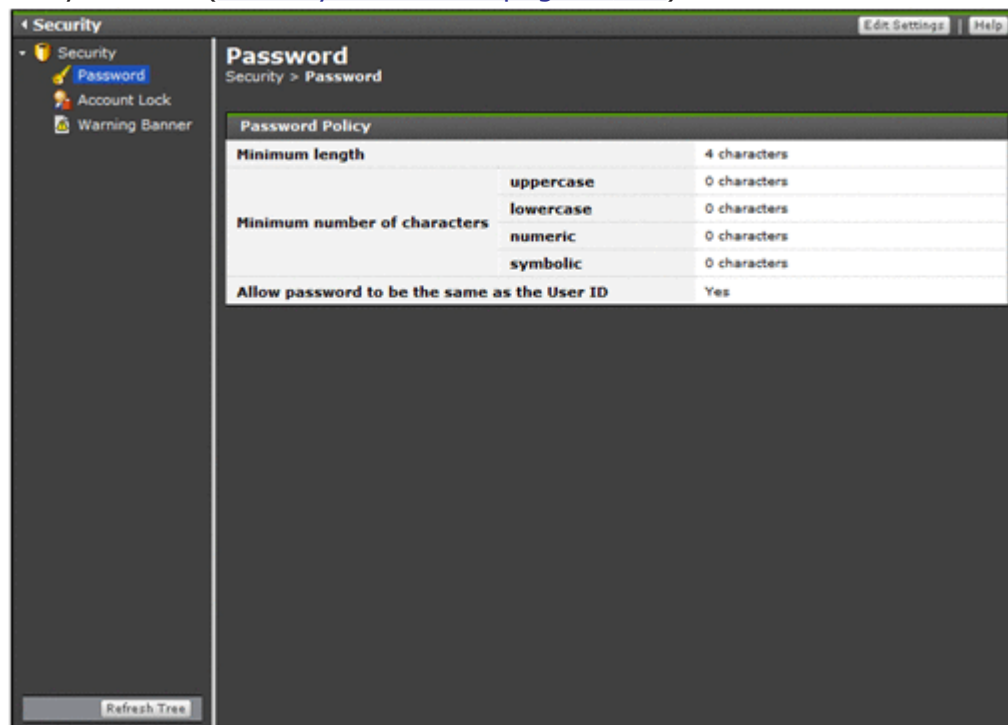 Security Edit Settings | Help
Security
Password
Account Lock
Warning Banner
Refresh Tree
Password
Security > Password
Password Policy
Minimum length 4 characters
Minimum number of characters
uppercase 0 characters
lowercase 0 characters
numeric 0 characters
symbolic 0 characters
Allow password to be the same as the User ID Yes